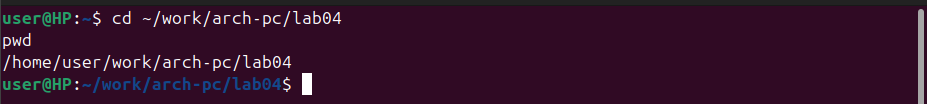 user@HP:~$ cd ~/work/arch-pc/lab04
pwd
/home/user/work/arch-pc/lab04
user@HP:~/work/arch-pc/lab04$